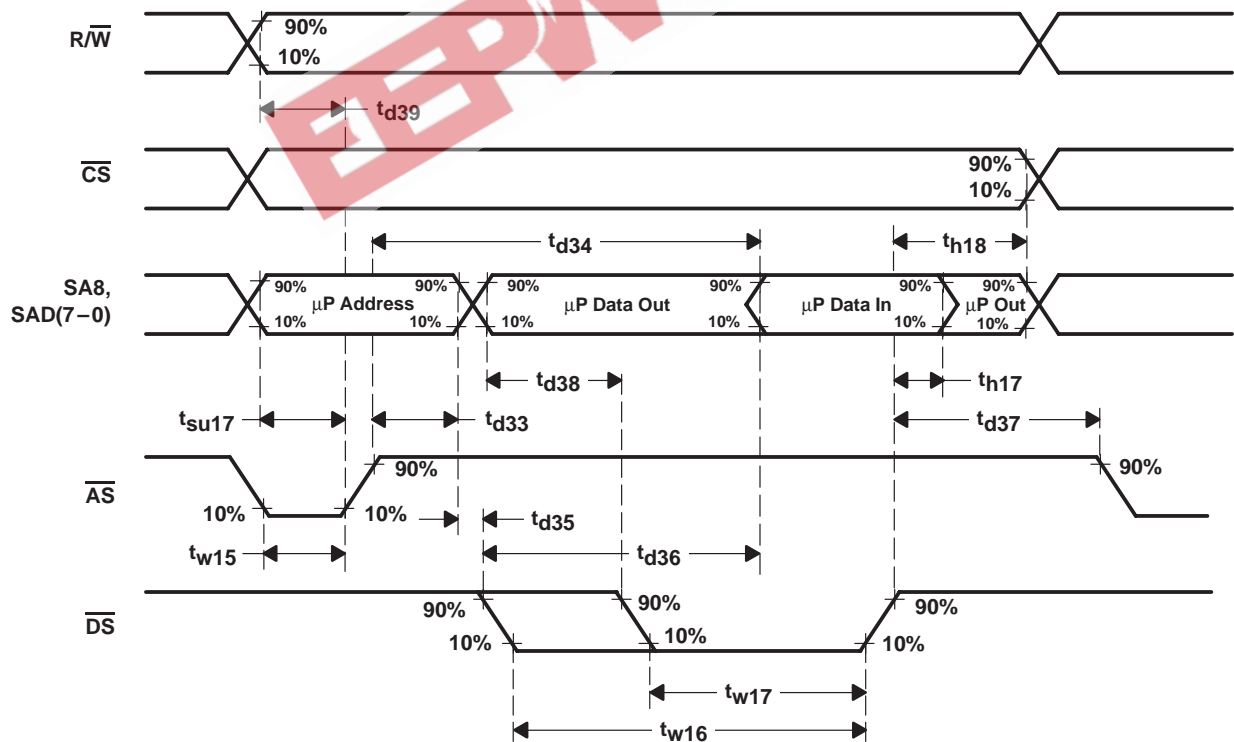 R/W
90%
10%
td39
CS
90%
10%
td34
th18
SA8,
SAD(7−0)
90%
µP Address
90%
90%
µP Data Out
90%
µP Data In
90%
µP Out
90%
10%
10%
10%
10%
10%
10%
td38
th17
tsu17
td33
td37
AS
90%
90%
10%
10%
td35
tw15
td36
DS
90%
90%
90%
10%
10%
10%
tw17
tw16
EEPW